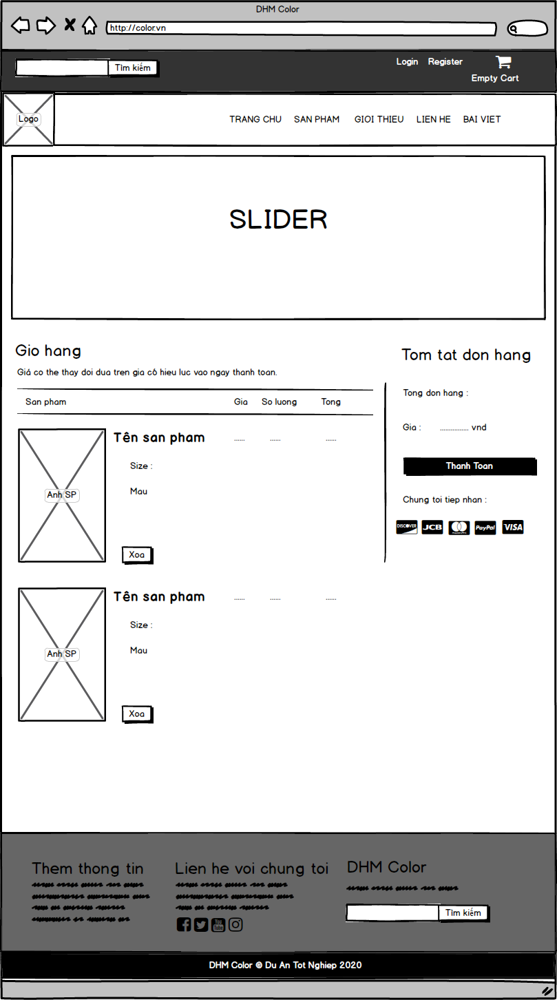 DHM Color
http://color.vn
Tìm kiếm
Login Register
Empty Cart
Logo
TRANG CHU SAN PHAM GIOI THIEU LIEN HE BAI VIET
SLIDER
Gio hang
Giá co the thay doi dua tren gia có hieu luc vao ngay thanh toan.
San pham Gia So luong Tong
Tên san pham ...... ...... ......
Size :
Mau
Anh SP
Xoa
Tên san pham ...... ...... ......
Size :
Mau
Anh SP
Xoa
Tom tat don hang
Tong don hang :
Gia : ................ vnd
Thanh Toan
Chung toi tiep nhan :
DISCOVER JCB MasterCard PayPal VISA
Them thong tin
Lien he voi chung toi
You Tube
DHM Color
Tìm kiếm
DHM Color © Du An Tot Nghiep 2020